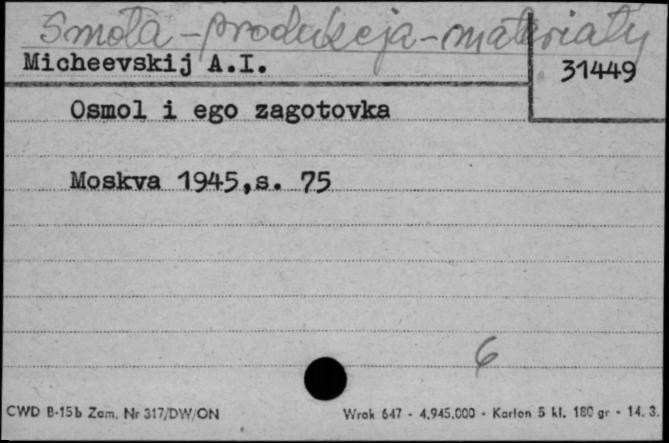 Smoła - produkcja - materiały
Micheevskij A.I.
31449
Osmol i ego zagotovka
Moskva 1945,s. 75
6
CWD B-15b Zam. Nr 317/DW/ON
Wrok 647 - 4.945.000 - Karton 5 kl. 180 gr - 14. 3.